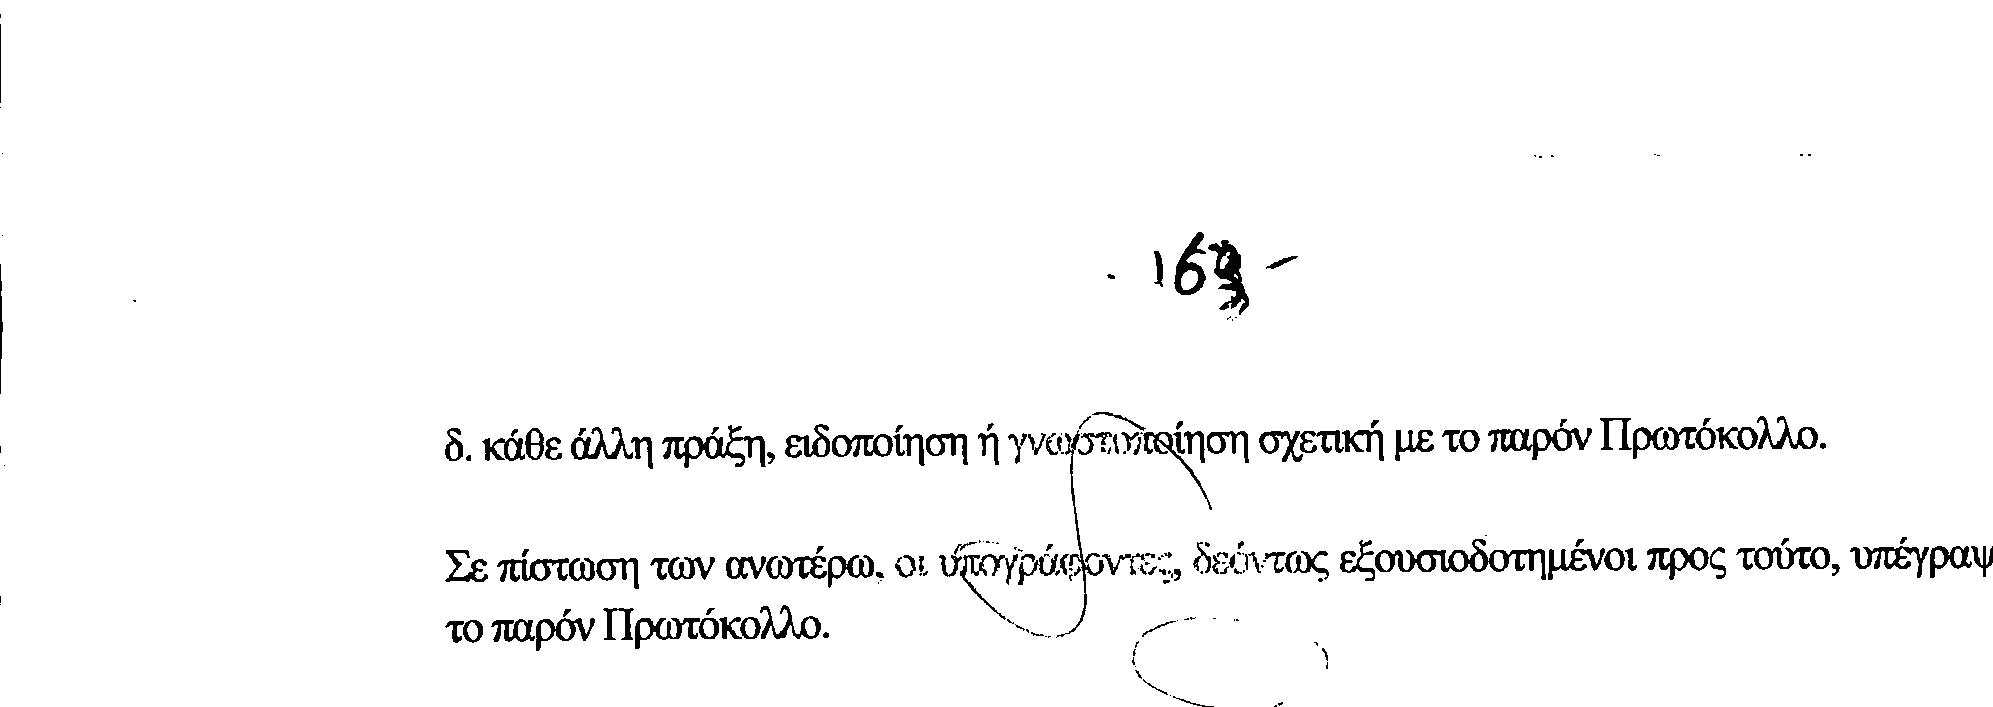 δ. κάθε άλλη πράξη, ειδοποίηση ή γνωστοποίηση σχετική με το παρόν Πρωτόκολλο.
Σε πίστωση των ανωτέρω, οι υπογράφοντες, δεόντως εξουσιοδοτημένοι προς τούτο, υπέγραψ
το παρόν Πρωτόκολλο.